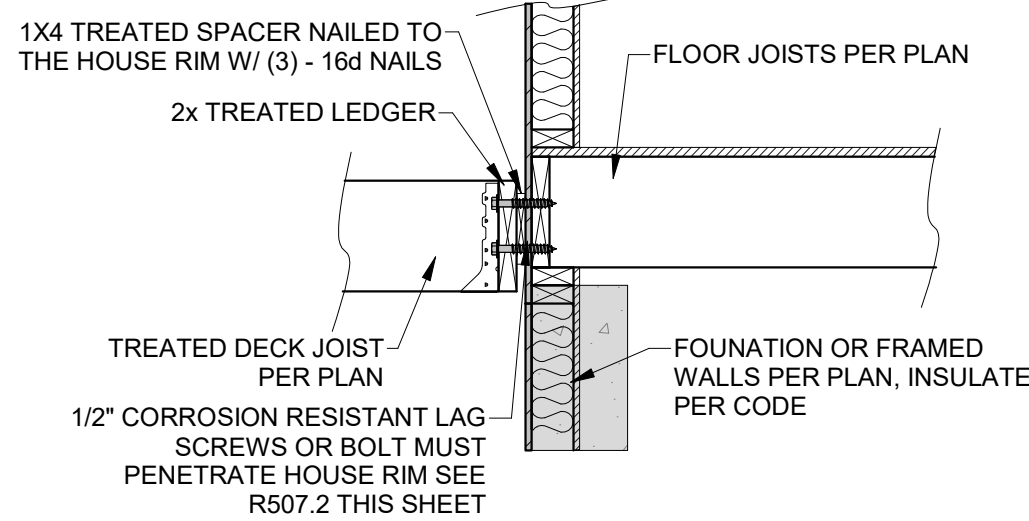 1X4 TREATED SPACER NAILED TO
THE HOUSE RIM W/ (3) - 16d NAILS
2x TREATED LEDGER
FLOOR JOISTS PER PLAN
TREATED DECK JOIST
PER PLAN
1/2" CORROSION RESISTANT LAG
SCREWS OR BOLT MUST
PENETRATE HOUSE RIM SEE
R507.2 THIS SHEET
FOUNATION OR FRAMED
WALLS PER PLAN, INSULATE
PER CODE